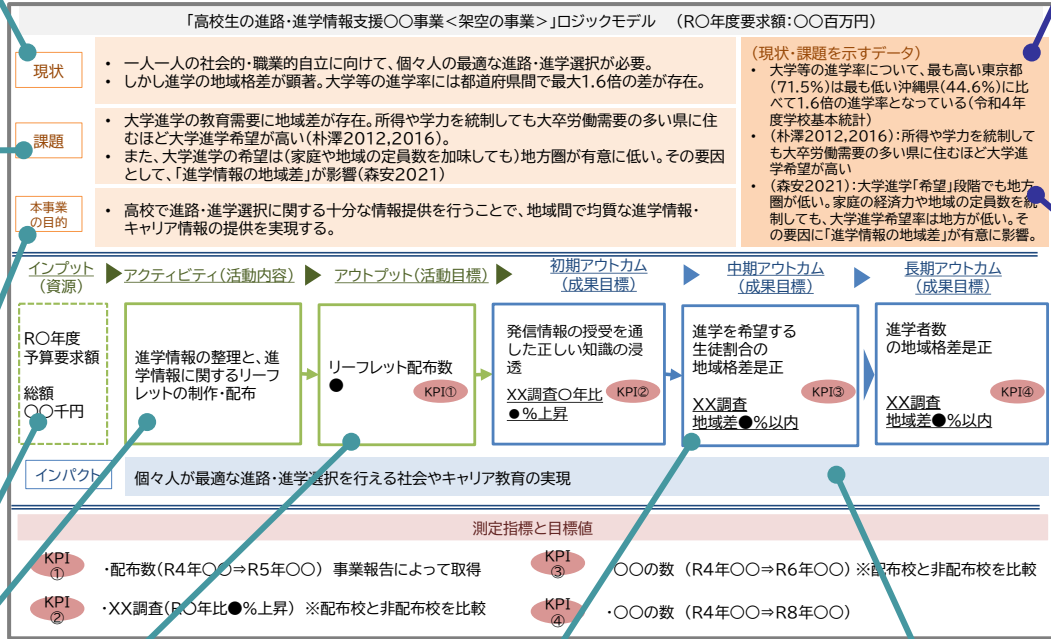 「高校生の進路・進学情報支援〇〇事業<架空の事業>」ロジックモデル （R〇年度要求額：〇〇百万円）
現状
• 一人一人の社会的・職業的自立に向けて、個々人の最適な進路・進学選択が必要。
• しかし進学の地域格差が顕著。大学等の進学率には都道府県間で最大1.6倍の差が存在。
課題
• 大学進学の教育需要に地域差が存在。所得や学力を統制しても大卒労働需要の多い県に住
むほど大学進学希望が高い（朴澤2012,2016）。
• また、大学進学の希望は（家庭や地域の定員数を加味しても）地方圏が有意に低い。その要因
として、「進学情報の地域差」が影響（森安2021）
本事業
の目的
• 高校で進路・進学選択に関する十分な情報提供を行うことで、地域間で均質な進学情報・
キャリア情報の提供を実現する。
（現状・課題を示すデータ）
• 大学等の進学率について、最も高い東京都
（71.5%）は最も低い沖縄県（44.6%）に比
べて1.6倍の進学率となっている（令和4年
度学校基本統計）
• （朴澤2012,2016）：所得や学力を統制して
も大卒労働需要の多い県に住むほど大学進
学希望が高い
• （森安2021）：大学進学「希望」段階でも地方
圏が低い。家庭の経済力や地域の定員数を統
制しても、大学進学希望率は地方が低い。そ
の要因に「進学情報の地域差」が有意に影響。
インプット
（資源）
アクティビティ（活動内容）
アウトプット（活動目標）
初期アウトカム
（成果目標）
中期アウトカム
（成果目標）
長期アウトカム
（成果目標）
R〇年度
予算要求額
総額
〇〇千円
進学情報の整理と、進
学情報に関するリーフ
レットの制作・配布
リーフレット配布数
●
KPI①
発信情報の授受を通
した正しい知識の浸
透
XX調査〇年比
●%上昇
KPI②
進学を希望する
生徒割合の
地域格差是正
KPI③
XX調査
地域差●%以内
進学者数
の地域格差是正
KPI④
XX調査
地域差●%以内
インパクト
個々人が最適な進路・進学選択を行える社会やキャリア教育の実現
測定指標と目標値
KPI
①
・配布数（R4年〇〇⇒R5年〇〇） 事業報告によって取得
KPI
②
・XX調査（R〇年比●%上昇） ※配布校と非配布校を比較
KPI
③
・〇〇の数 （R4年〇〇⇒R6年〇〇） ※配布校と非配布校を比較
KPI
④
・〇〇の数 （R4年〇〇⇒R8年〇〇）